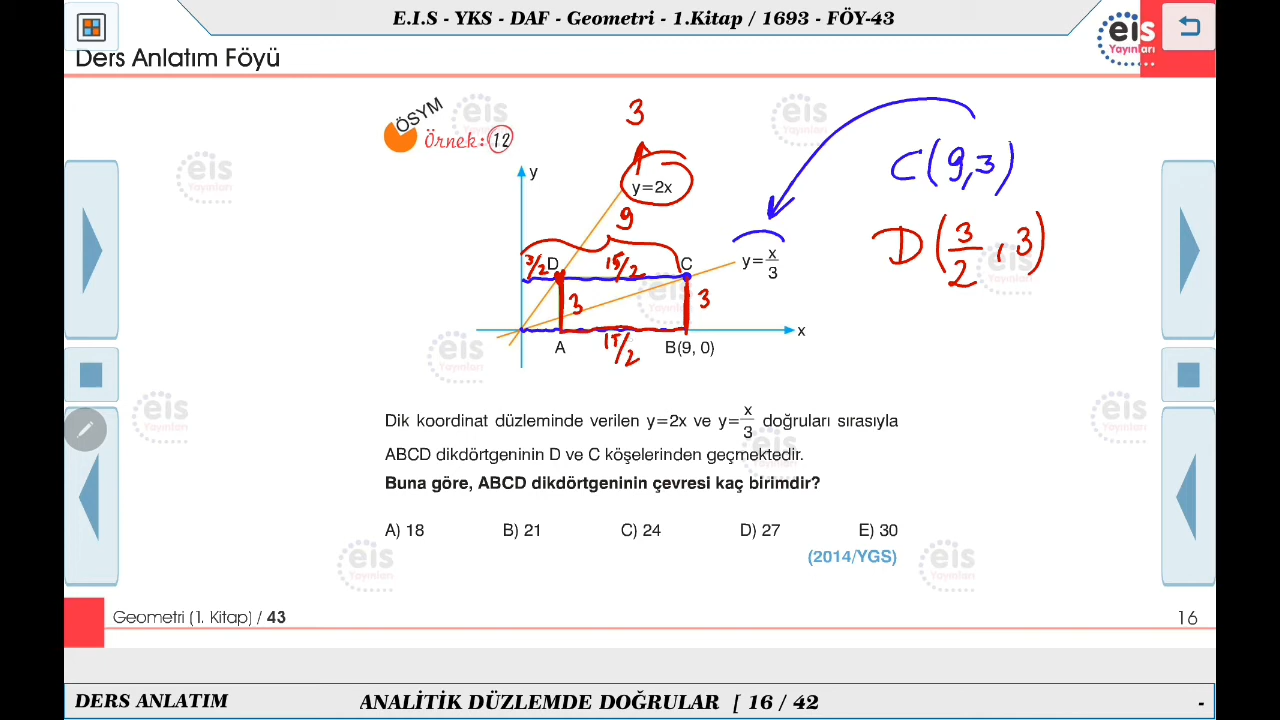 E.I.S - YKS - DAF - Geometri - 1.Kitap / 1693 - FÖY-43
eis
Yayınları
Ders Anlatım Föyü
ÖSYM
Örnek: 12
3
y
y=2x
9
C(9,3)
D(3/2, 3)
3/2
D
15/2
C
y=x/3
3
3
x
A
15/2
B(9, 0)
Dik koordinat düzleminde verilen y=2x ve y=x/3 doğruları sırasıyla
ABCD dikdörtgeninin D ve C köşelerinden geçmektedir.
Buna göre, ABCD dikdörtgeninin çevresi kaç birimdir?
A) 18 B) 21 C) 24 D) 27 E) 30
(2014/YGS)
Geometri (1. Kitap) / 43
16
DERS ANLATIM ANALİTİK DÜZLEMDE DOĞRULAR [ 16 / 42 -